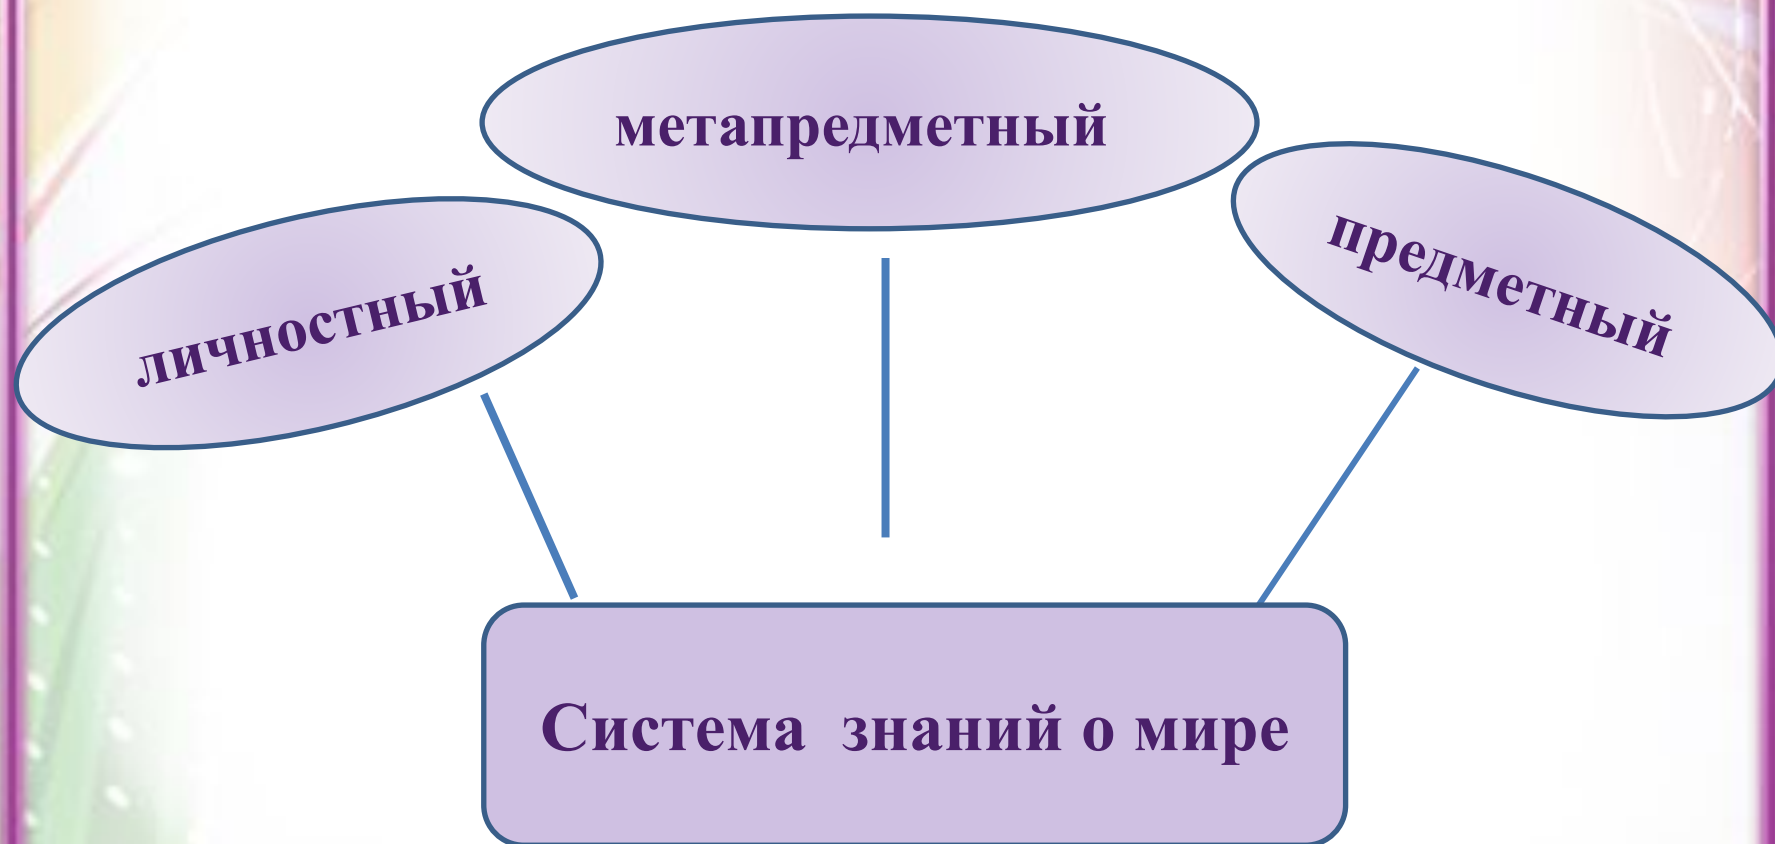 метапредметный
личностный
предметный
Система знаний о мире